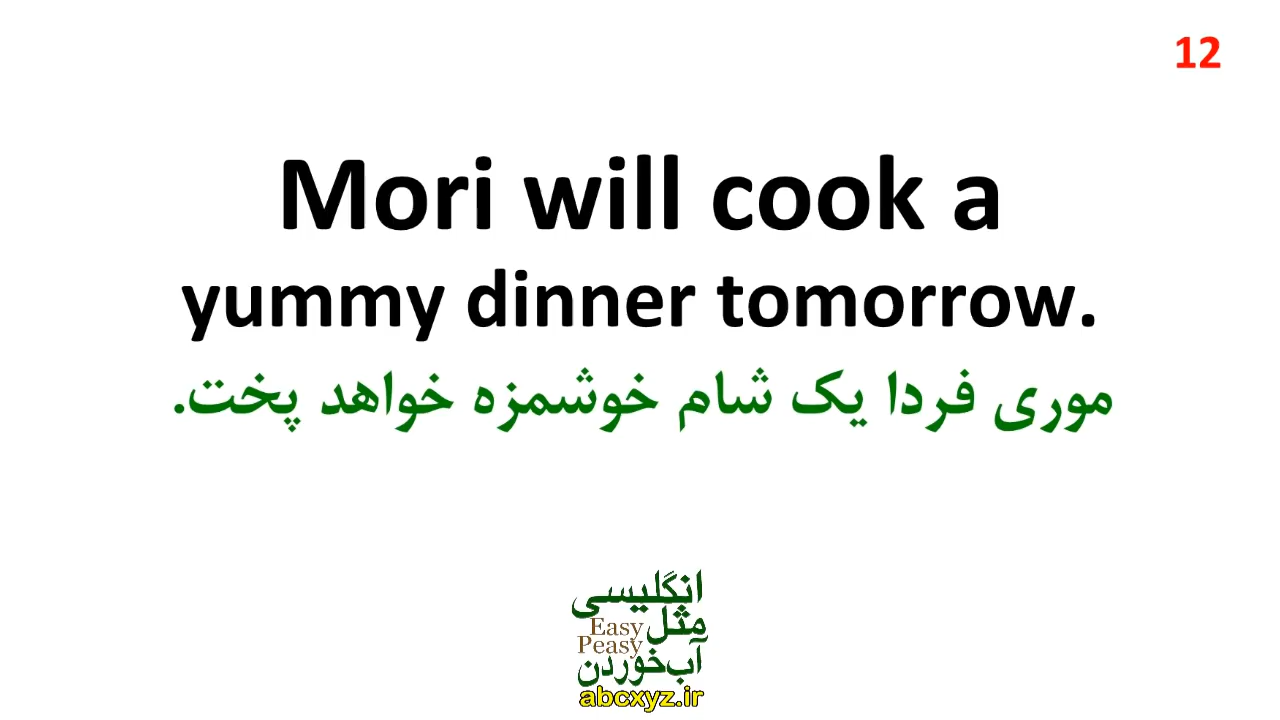 12
Mori will cook a
yummy dinner tomorrow.
موری فردا یک شام خوشمزه خواهد پخت.
انگلیسی
مثل
Easy
Peasy
آب‌خوردن
abcxyz.ir